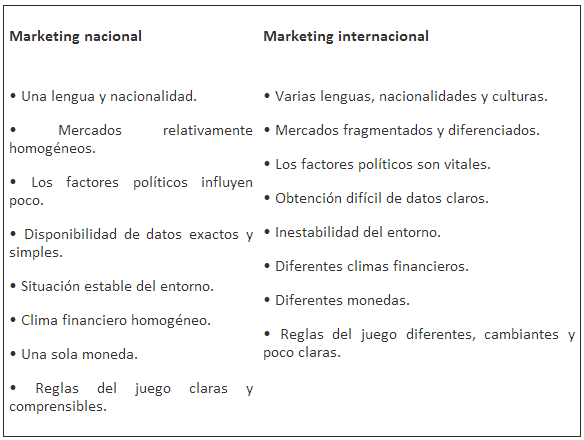 Marketing nacional
• Una lengua y nacionalidad.
• Mercados relativamente
homogéneos.
• Los factores políticos influyen
poco.
• Disponibilidad de datos exactos y
simples.
• Situación estable del entorno.
• Clima financiero homogéneo.
• Una sola moneda.
• Reglas del juego claras y
comprensibles.
Marketing internacional
• Varias lenguas, nacionalidades y culturas.
• Mercados fragmentados y diferenciados.
• Los factores políticos son vitales.
• Obtención difícil de datos claros.
• Inestabilidad del entorno.
• Diferentes climas financieros.
• Diferentes monedas.
• Reglas del juego diferentes, cambiantes y
poco claras.